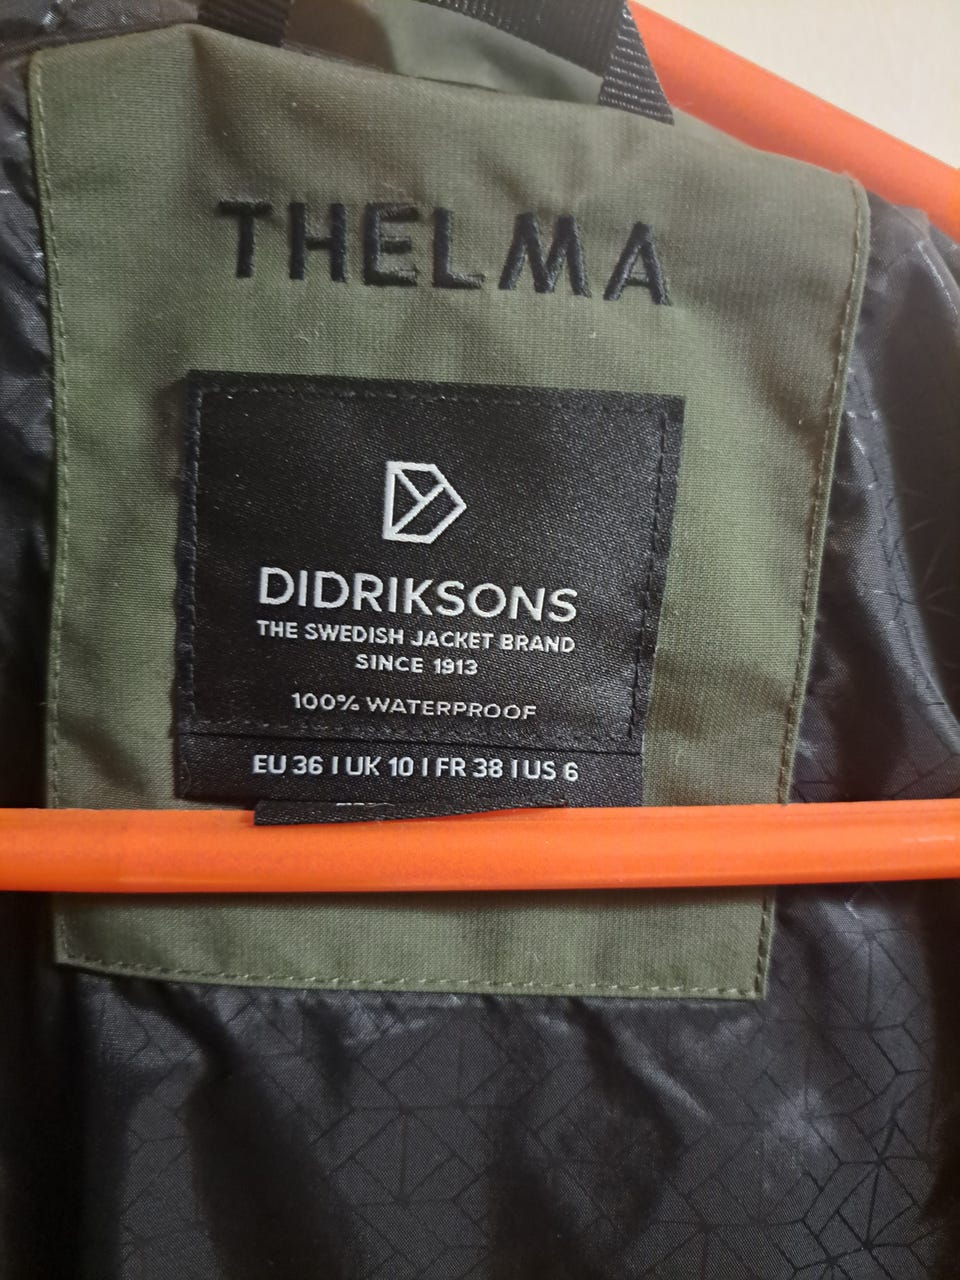 THELMA
DIDRIKSONS
THE SWEDISH JACKET BRAND
SINCE 1913
100% WATERPROOF
EU 36 I UK 10 I FR 38 I US 6